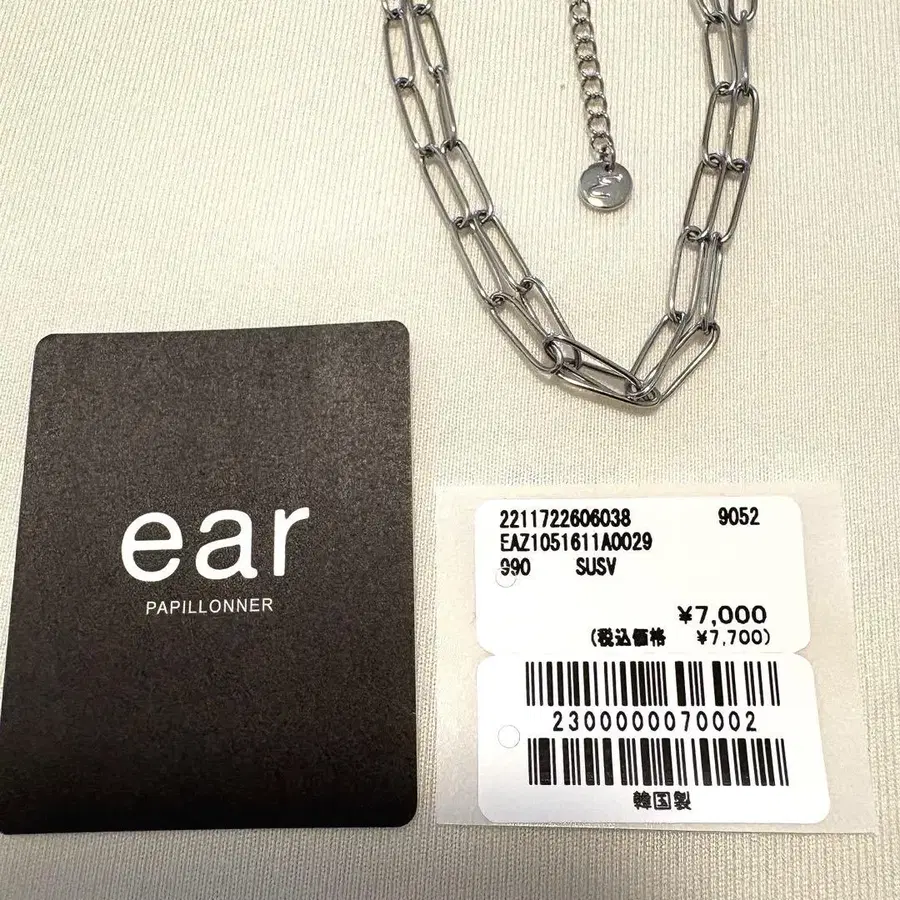 ear
PAPILLONNER
2211722606038 9052
EAZ1051611A0029
990 SUSV
¥7,000
(税込価格 ¥7,700)
2300000070002
韓国製